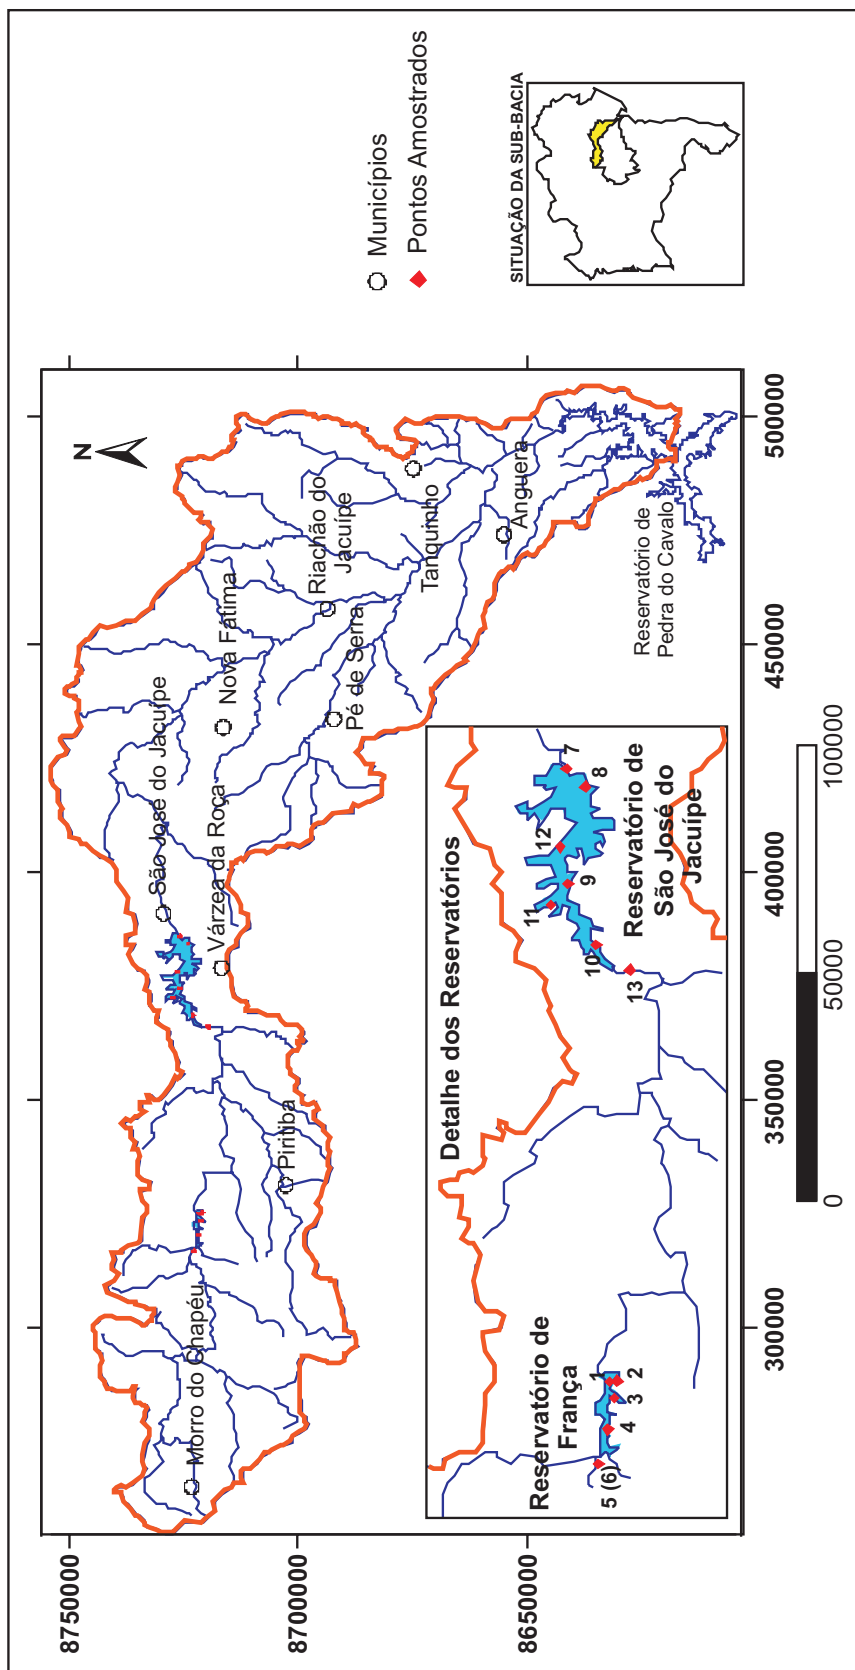 N
8750000
8700000
8650000
Morro do Chapéu
Piritiba
São José do Jacuípe
Várzea da Roça
Nova Fátima
Riachão do
Jacuípe
Pé de Serra
Tanquinho
Anguera
Reservatório de
Pedra do Cavalo
Detalhe dos Reservatórios
Reservatório de
França
5 (6)
4
3
2
1
Reservatório de
São José do
Jacuípe
13
10
11
9
12
8
7
300000
350000
400000
450000
500000
0
50000
100000
Municípios
Pontos Amostrados
SITUAÇÃO DA SUB-BACIA